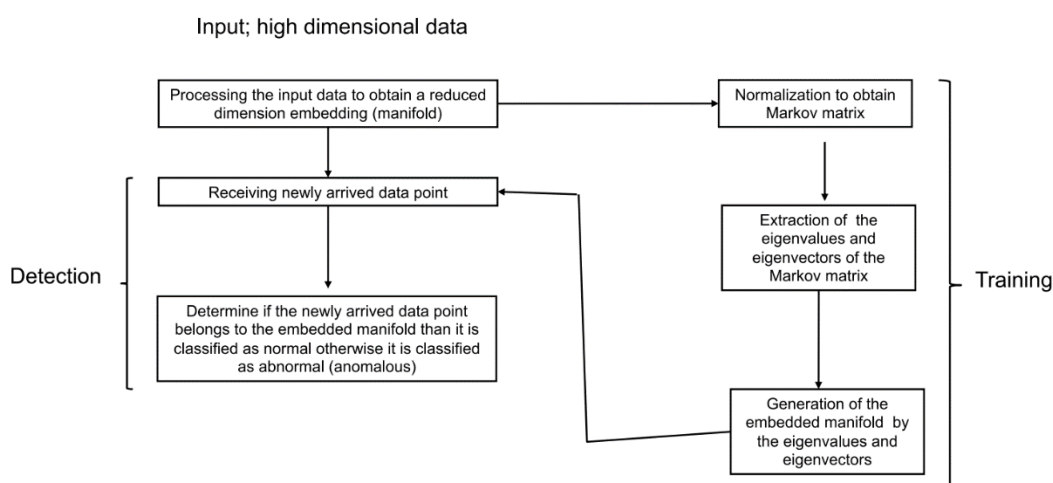 Input; high dimensional data
Processing the input data to obtain a reduced
dimension embedding (manifold)
Normalization to obtain
Markov matrix
Receiving newly arrived data point
Extraction of the
eigenvalues and
eigenvectors of the
Markov matrix
Detection
Training
Determine if the newly arrived data point
belongs to the embedded manifold than it is
classified as normal otherwise it is classified
as abnormal (anomalous)
Generation of the
embedded manifold by
the eigenvalues and
eigenvectors